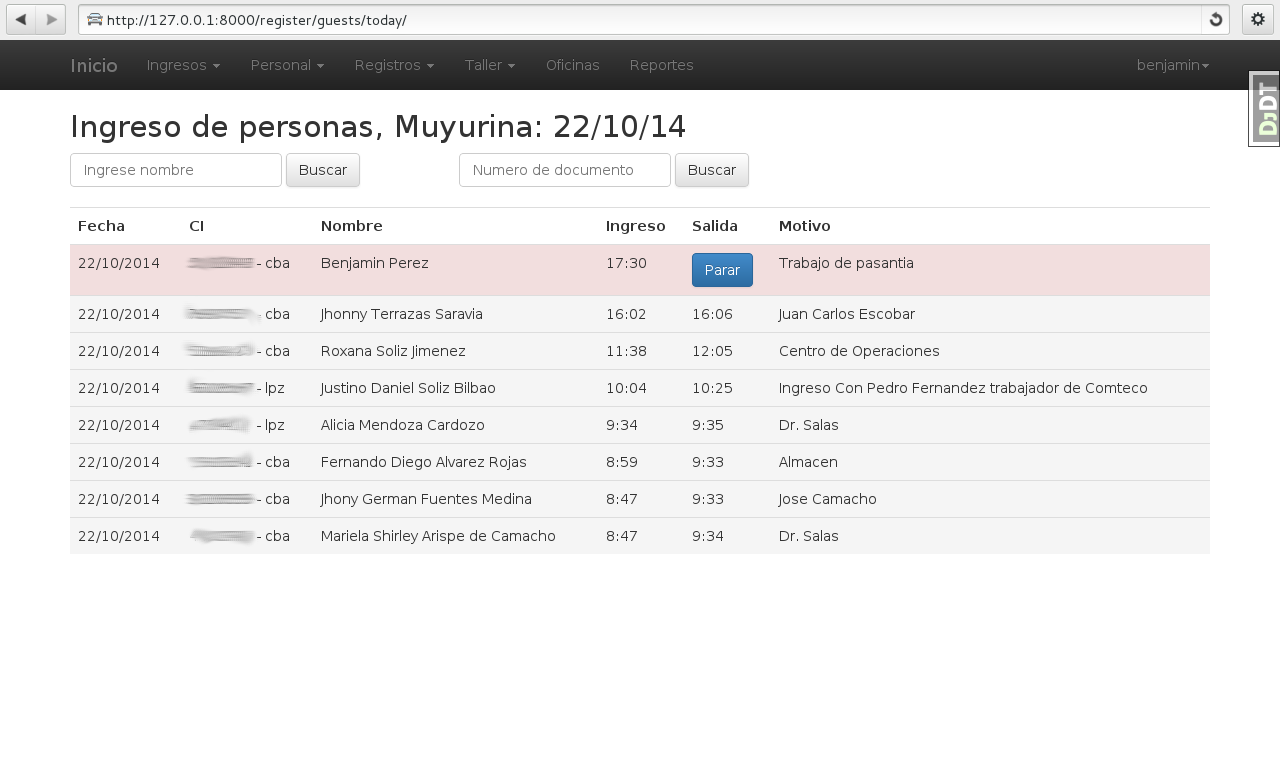 http://127.0.0.1:8000/register/guests/today/
Inicio Ingresos Personal Registros Taller Oficinas Reportes benjamin
DjDT
Ingreso de personas, Muyurina: 22/10/14
Ingrese nombre Buscar Numero de documento Buscar
Fecha CI Nombre Ingreso Salida Motivo
22/10/2014 - cba Benjamin Perez 17:30 Parar Trabajo de pasantia
22/10/2014 - cba Jhonny Terrazas Saravia 16:02 16:06 Juan Carlos Escobar
22/10/2014 - cba Roxana Soliz Jimenez 11:38 12:05 Centro de Operaciones
22/10/2014 - lpz Justino Daniel Soliz Bilbao 10:04 10:25 Ingreso Con Pedro Fernandez trabajador de Comteco
22/10/2014 - lpz Alicia Mendoza Cardozo 9:34 9:35 Dr. Salas
22/10/2014 - cba Fernando Diego Alvarez Rojas 8:59 9:33 Almacen
22/10/2014 - cba Jhony German Fuentes Medina 8:47 9:33 Jose Camacho
22/10/2014 - cba Mariela Shirley Arispe de Camacho 8:47 9:34 Dr. Salas